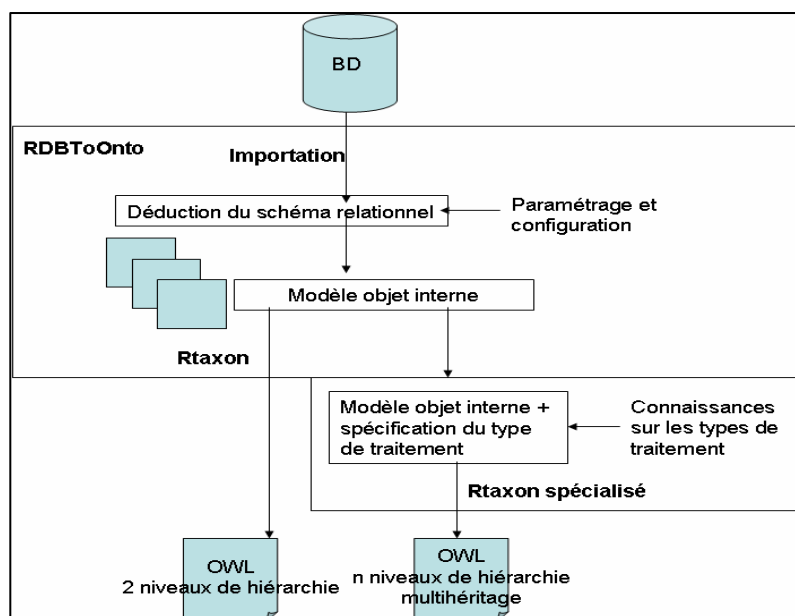 BD
RDBToOnto
Importation
Déduction du schéma relationnel
Paramétrage et
configuration
Modèle objet interne
Rtaxon
Modèle objet interne +
spécification du type
de traitement
Connaissances
sur les types de
traitement
Rtaxon spécialisé
OWL
2 niveaux de hiérarchie
OWL
n niveaux de hiérarchie
multihéritage